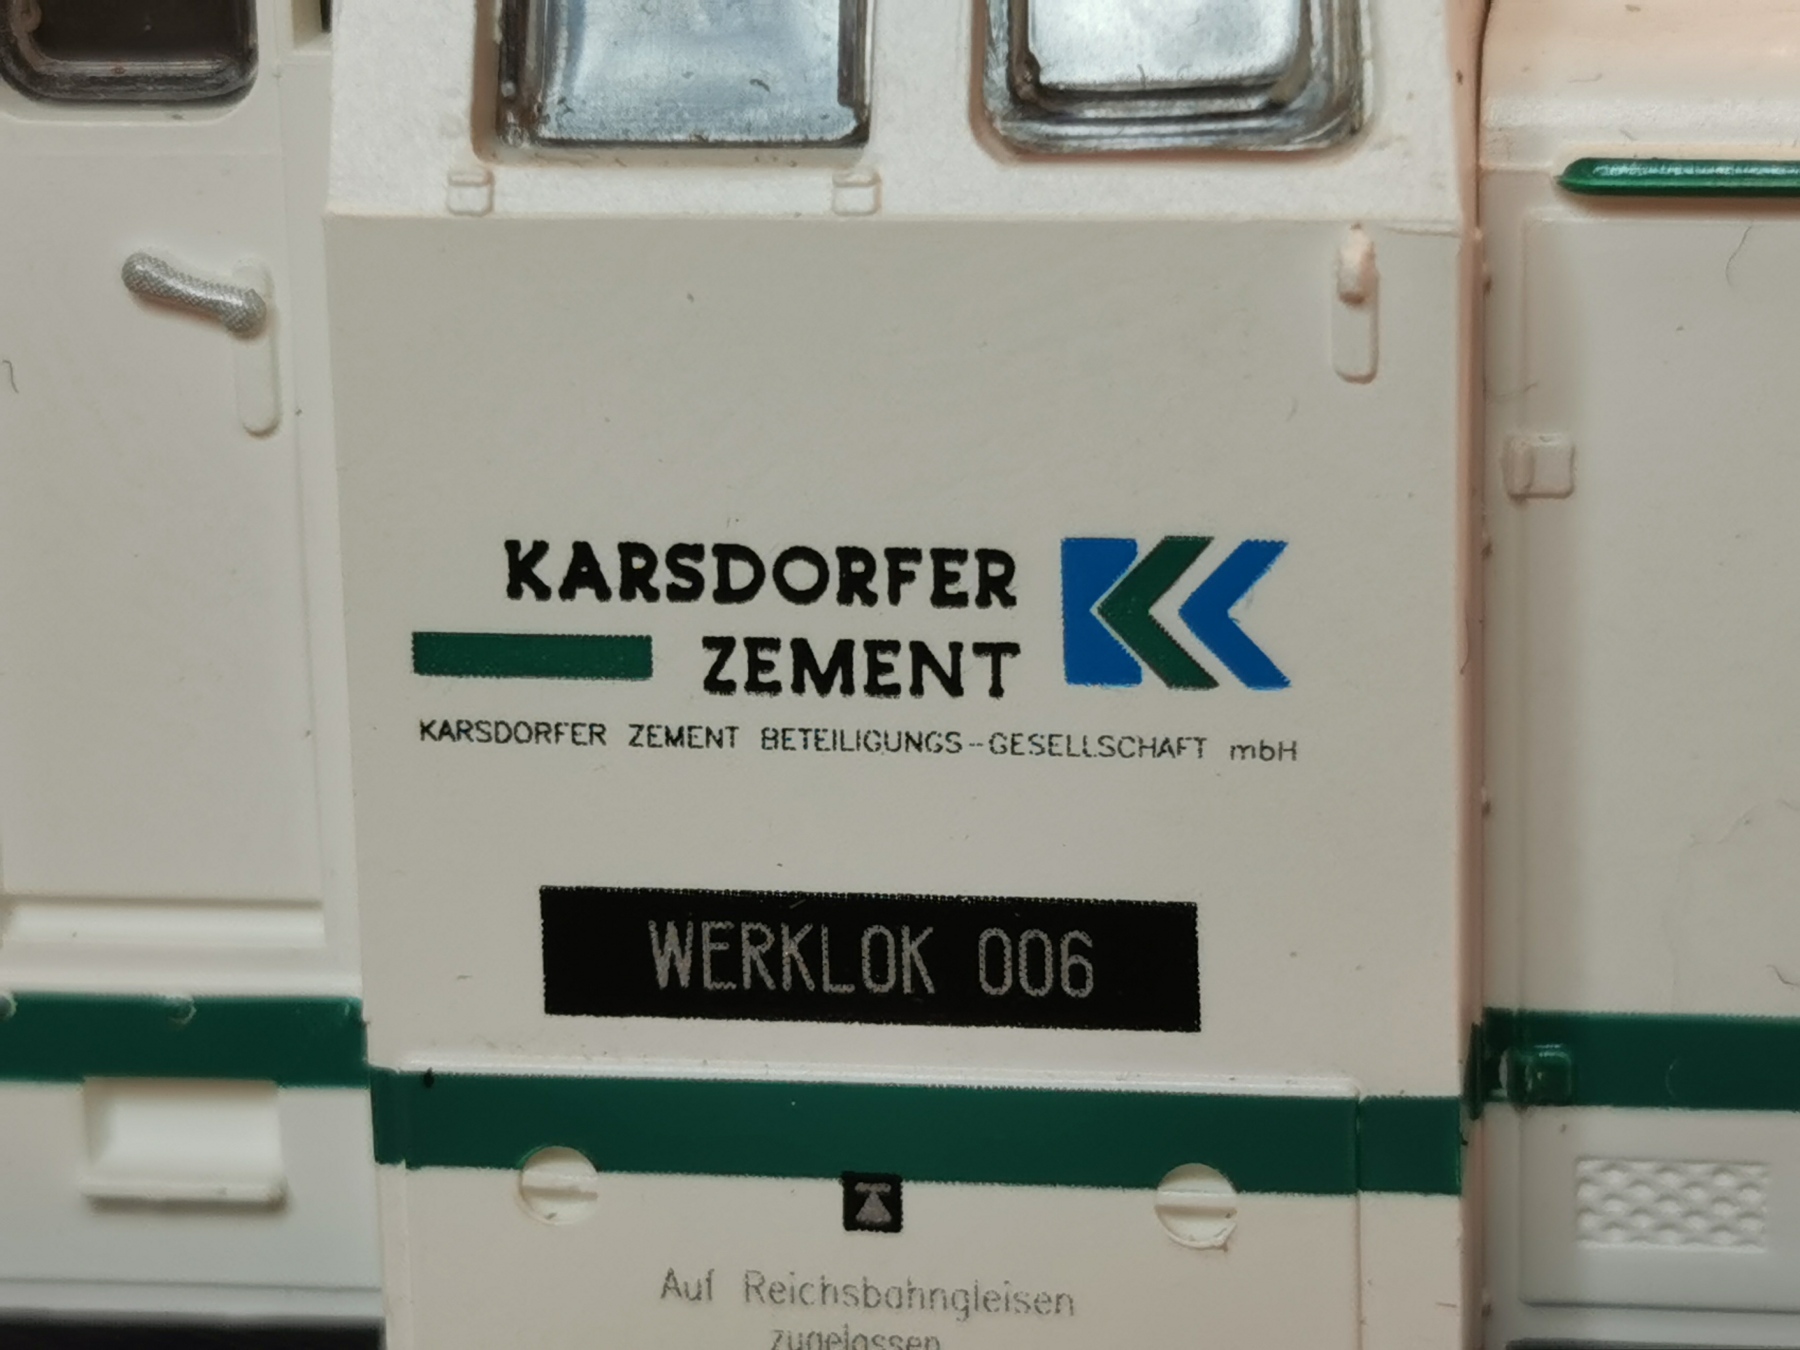 KARSDORFER
ZEMENT
KARSDORFER ZEMENT BETEILIGUNGS-GESELLSCHAFT mbH
WERKLOK 006
Auf Reichsbahngleisen
zugelassen